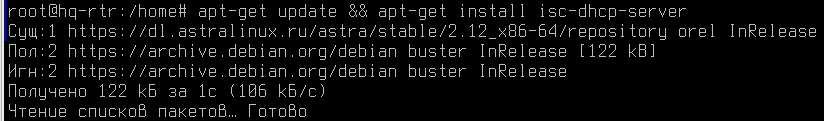 root@hq-rtr:/home# apt-get update && apt-get install isc-dhcp-server
Сущ:1 https://dl.astralinux.ru/astra/stable/2.12_x86-64/repository orel InRelease
Пол:2 https://archive.debian.org/debian buster InRelease [122 kB]
Игн:2 https://archive.debian.org/debian buster InRelease
Получено 122 kБ за 1с (106 kБ/c)
Чтение списков пакетов… Готово